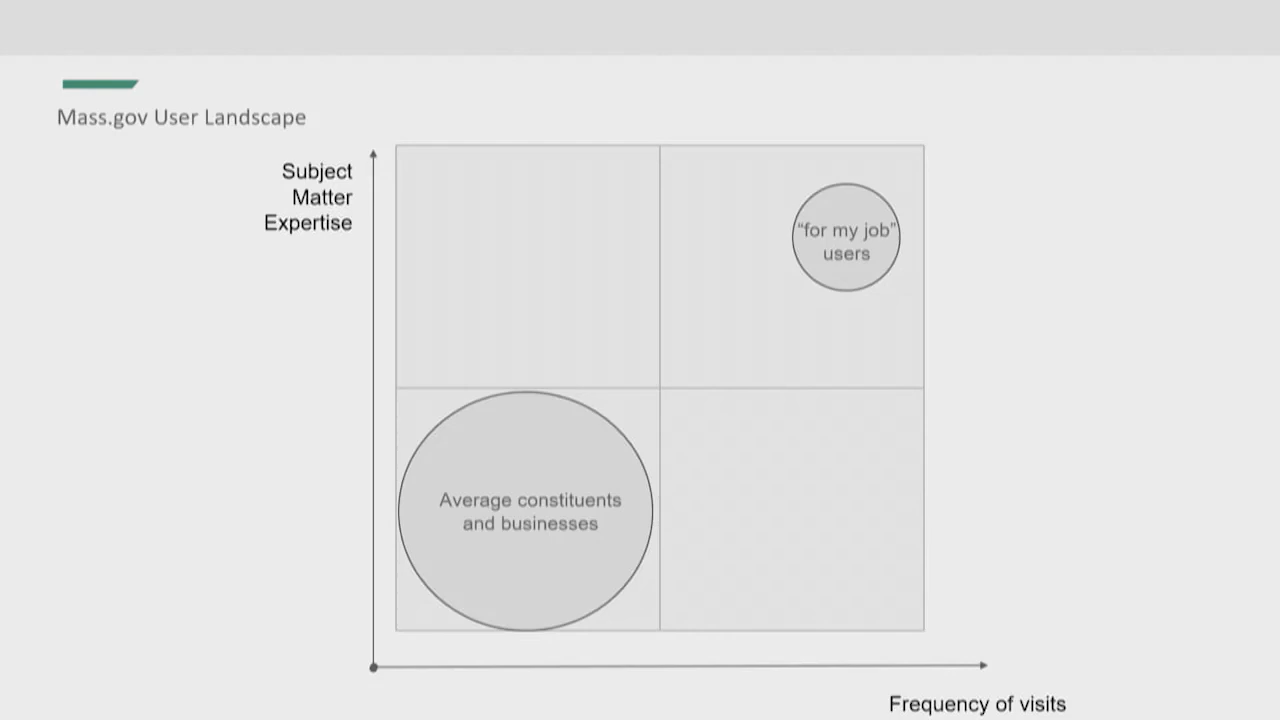 Mass.gov User Landscape
Subject
Matter
Expertise
“for my job”
users
Average constituents
and businesses
Frequency of visits